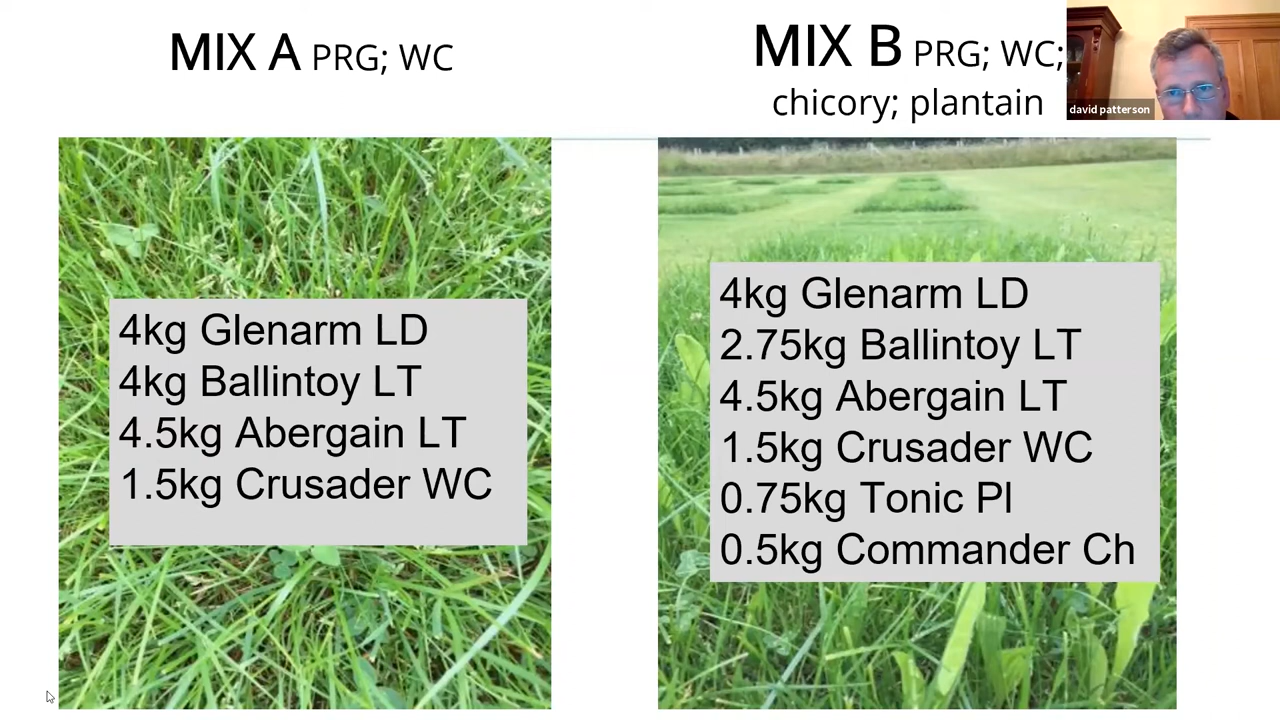 MIX A PRG; WC
4kg Glenarm LD
4kg Ballintoy LT
4.5kg Abergain LT
1.5kg Crusader WC
MIX B PRG; WC;
chicory; plantain
4kg Glenarm LD
2.75kg Ballintoy LT
4.5kg Abergain LT
1.5kg Crusader WC
0.75kg Tonic Pl
0.5kg Commander Ch
david patterson